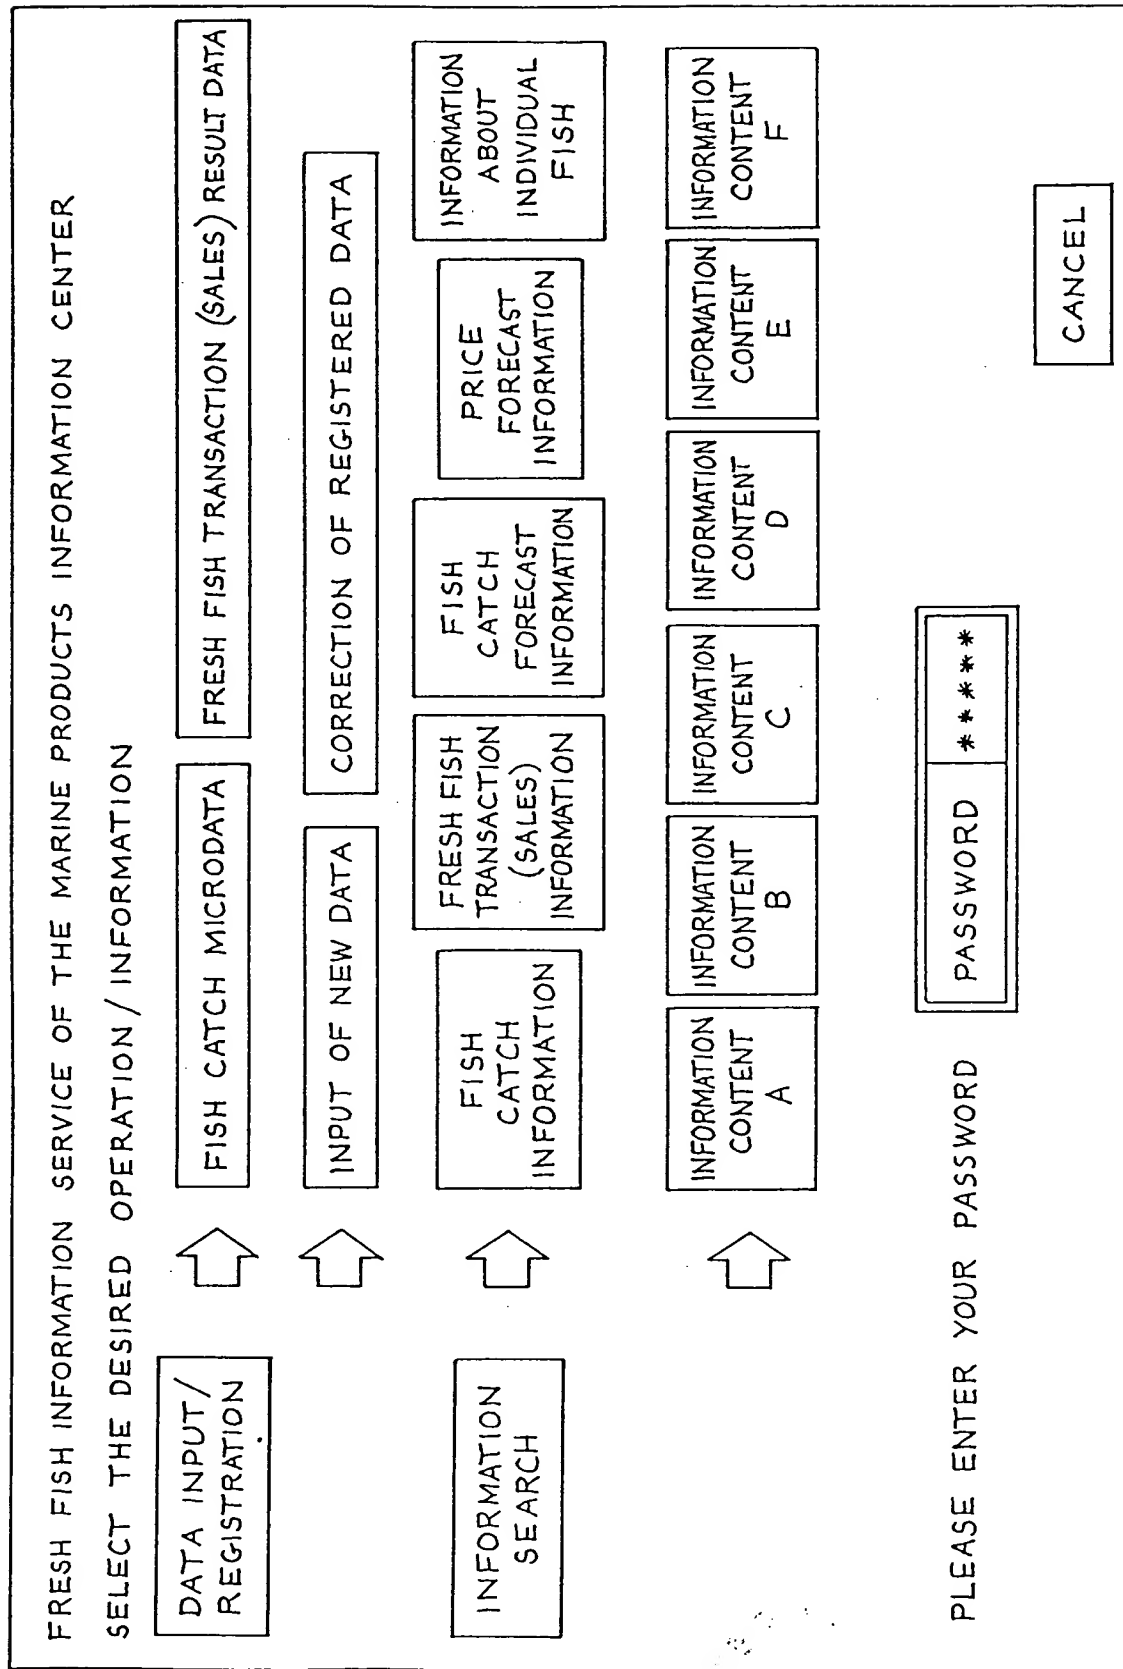 FRESH FISH INFORMATION SERVICE OF THE MARINE PRODUCTS INFORMATION CENTER
SELECT THE DESIRED OPERATION/INFORMATION
DATA INPUT/
REGISTRATION
FISH CATCH MICRODATA
FRESH FISH TRANSACTION (SALES) RESULT DATA
INPUT OF NEW DATA
CORRECTION OF REGISTERED DATA
INFORMATION
SEARCH
FISH
CATCH
INFORMATION
FRESH FISH
TRANSACTION
(SALES)
INFORMATION
FISH
CATCH
FORECAST
INFORMATION
PRICE
FORECAST
INFORMATION
INFORMATION
ABOUT
INDIVIDUAL
FISH
INFORMATION
CONTENT
A
INFORMATION
CONTENT
B
INFORMATION
CONTENT
C
INFORMATION
CONTENT
D
INFORMATION
CONTENT
E
INFORMATION
CONTENT
F
PLEASE ENTER YOUR PASSWORD
PASSWORD
*****
CANCEL